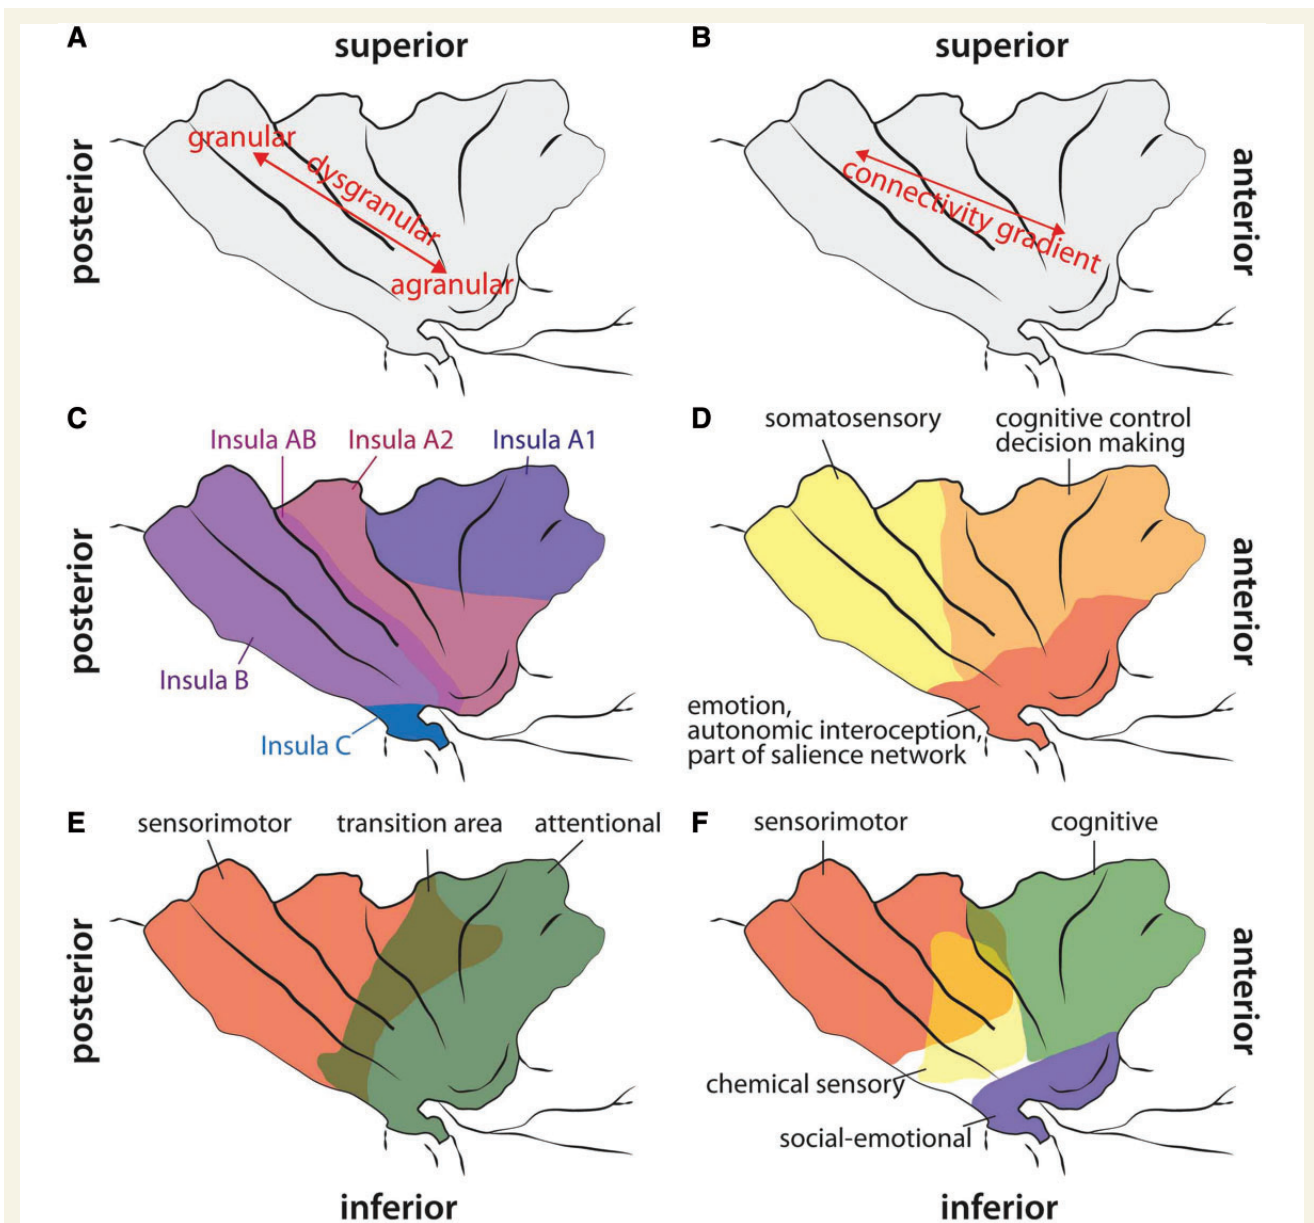 A
superior
B
superior
posterior
granular
dysgranular
agranular
connectivity gradient
anterior
C
Insula AB
Insula A2
Insula A1
D
somatosensory
cognitive control
decision making
posterior
anterior
Insula B
Insula C
emotion,
autonomic interoception,
part of salience network
E
sensorimotor
transition area
attentional
F
sensorimotor
cognitive
posterior
anterior
chemical sensory
social-emotional
inferior
inferior